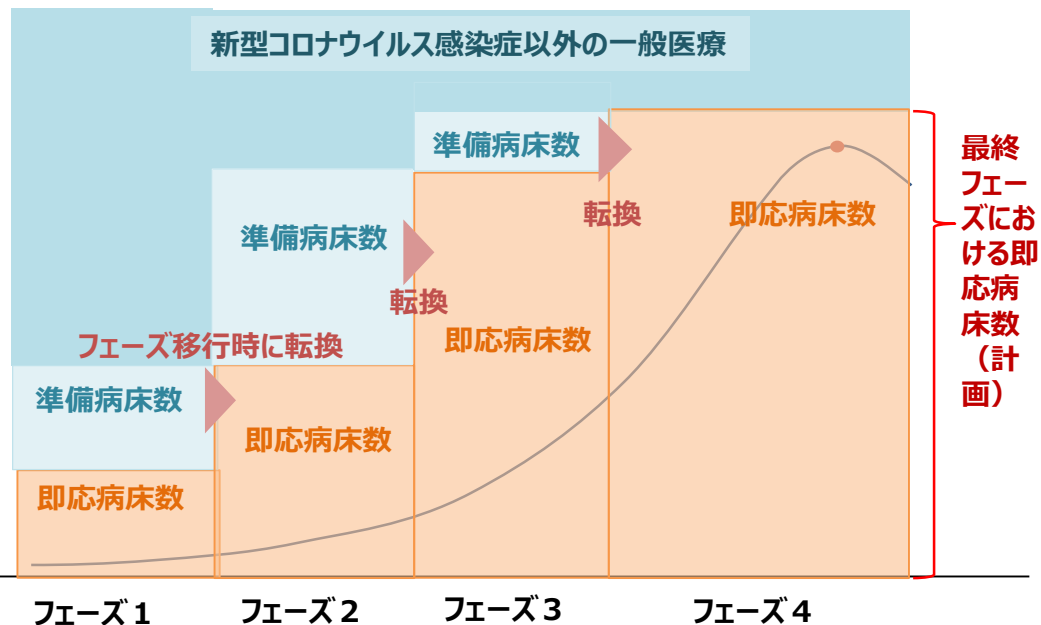 新型コロナウイルス感染症以外の一般医療
準備病床数
転換
即応病床数
最終
フェー
ズにお
ける即
応病
床数
（計
画）
準備病床数
転換
即応病床数
フェーズ移行時に転換
準備病床数
即応病床数
即応病床数
フェーズ１
フェーズ２
フェーズ３
フェーズ４